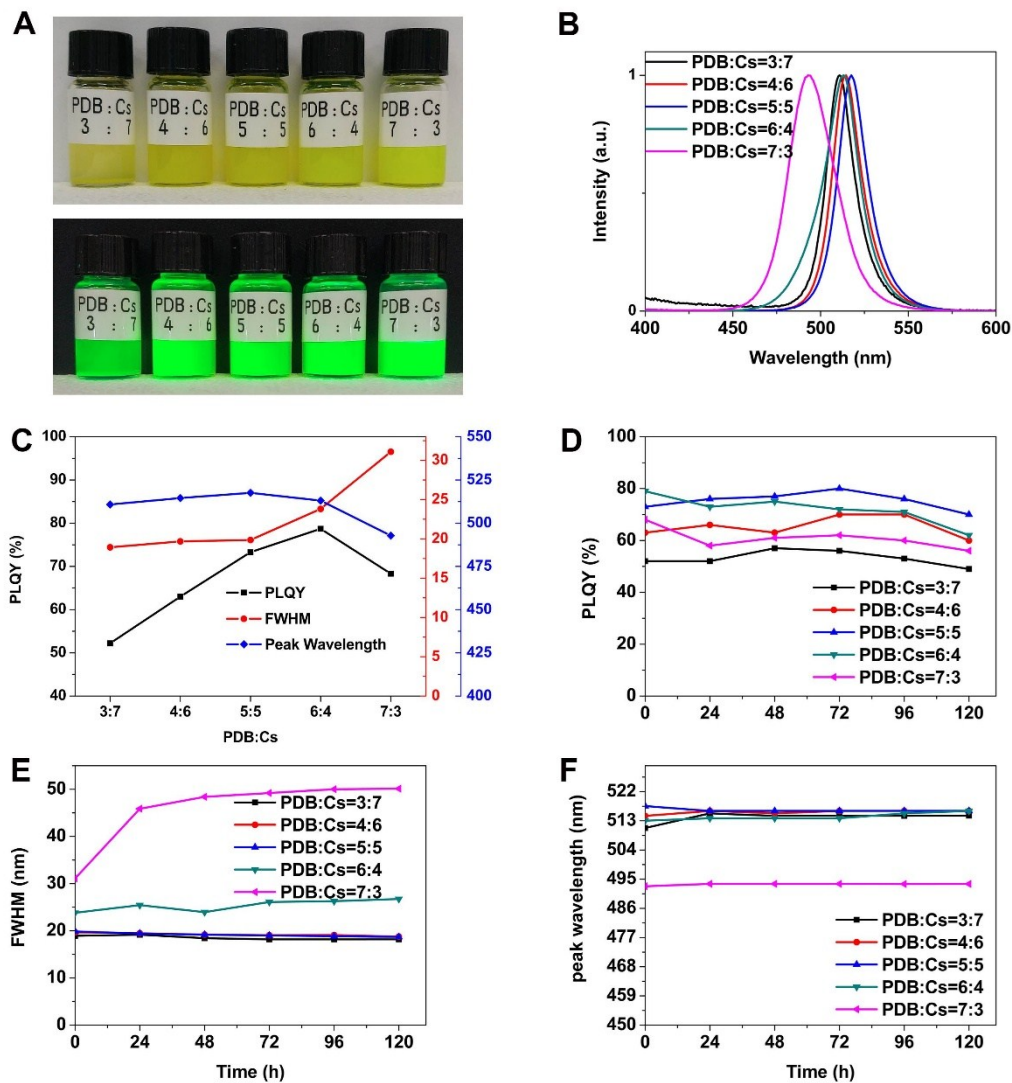 A
PDB:Cs
3 : 7
PDB:Cs
4 : 6
PDB:Cs
5 : 5
PDB:Cs
6 : 4
PDB:Cs
7 : 3
PDB:Cs
3 : 7
PDB:Cs
4 : 6
PDB:Cs
5 : 5
PDB:Cs
6 : 4
PDB:Cs
7 : 3
B
PDB:Cs=3:7
PDB:Cs=4:6
PDB:Cs=5:5
PDB:Cs=6:4
PDB:Cs=7:3
Intensity (a.u.)
1
0
400 450 500 550 600
Wavelength (nm)
C
PLQY (%)
100
90
80
70
60
50
40
30
25
20
15
10
5
0
550
525
500
475
450
425
400
PLQY
FWHM
Peak Wavelength
3:7 4:6 5:5 6:4 7:3
PDB:Cs
D
PLQY (%)
100
80
60
40
20
0
PDB:Cs=3:7
PDB:Cs=4:6
PDB:Cs=5:5
PDB:Cs=6:4
PDB:Cs=7:3
0 24 48 72 96 120
E
FWHM (nm)
50
40
30
20
10
0
PDB:Cs=3:7
PDB:Cs=4:6
PDB:Cs=5:5
PDB:Cs=6:4
PDB:Cs=7:3
0 24 48 72 96 120
Time (h)
F
peak wavelength (nm)
522
513
504
495
486
477
468
459
450
PDB:Cs=3:7
PDB:Cs=4:6
PDB:Cs=5:5
PDB:Cs=6:4
PDB:Cs=7:3
0 24 48 72 96 120
Time (h)